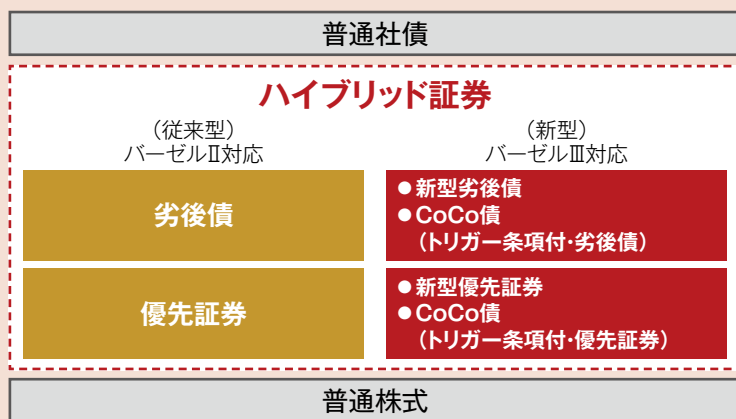 普通社債
ハイブリッド証券
（従来型）
バーゼルⅡ対応
（新型）
バーゼルⅢ対応
劣後債
●新型劣後債
●CoCo債
（トリガー条項付・劣後債）
優先証券
●新型優先証券
●CoCo債
（トリガー条項付・優先証券）
普通株式